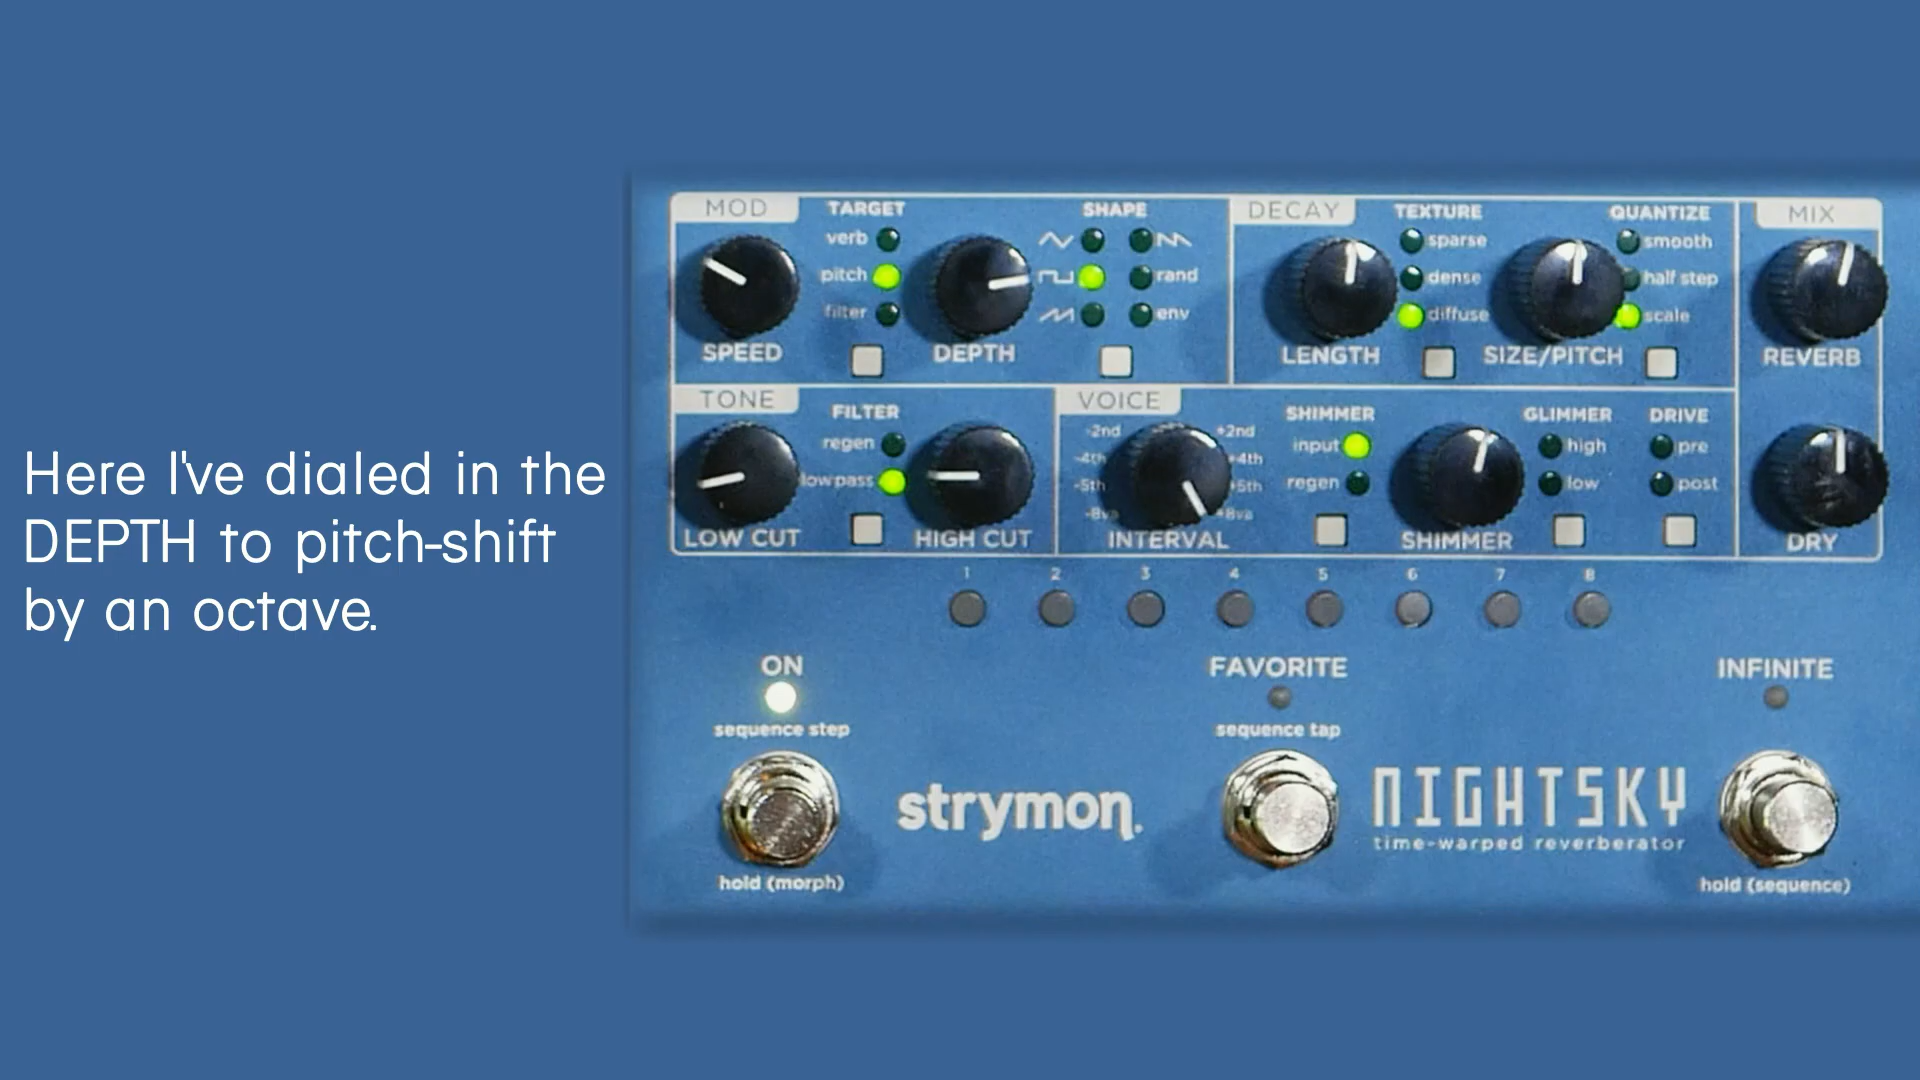 Here I've dialed in the
DEPTH to pitch-shift
by an octave.
MOD
TARGET
SHAPE
verb
pitch
filter
rand
env
SPEED
DEPTH
DECAY
TEXTURE
QUANTIZE
sparse
dense
diffuse
smooth
half step
scale
LENGTH
SIZE/PITCH
MIX
REVERB
DRY
TONE
FILTER
regen
lowpass
LOW CUT
HIGH CUT
VOICE
-2nd
+2nd
-4th
+4th
-5th
+5th
-8va
+8va
INTERVAL
SHIMMER
input
regen
SHIMMER
GLIMMER
high
low
DRIVE
pre
post
1 2 3 4 5 6 7 8
ON
sequence step
hold (morph)
strymon.
FAVORITE
sequence tap
NIGHTSKY
time-warped reverberator
INFINITE
hold (sequence)